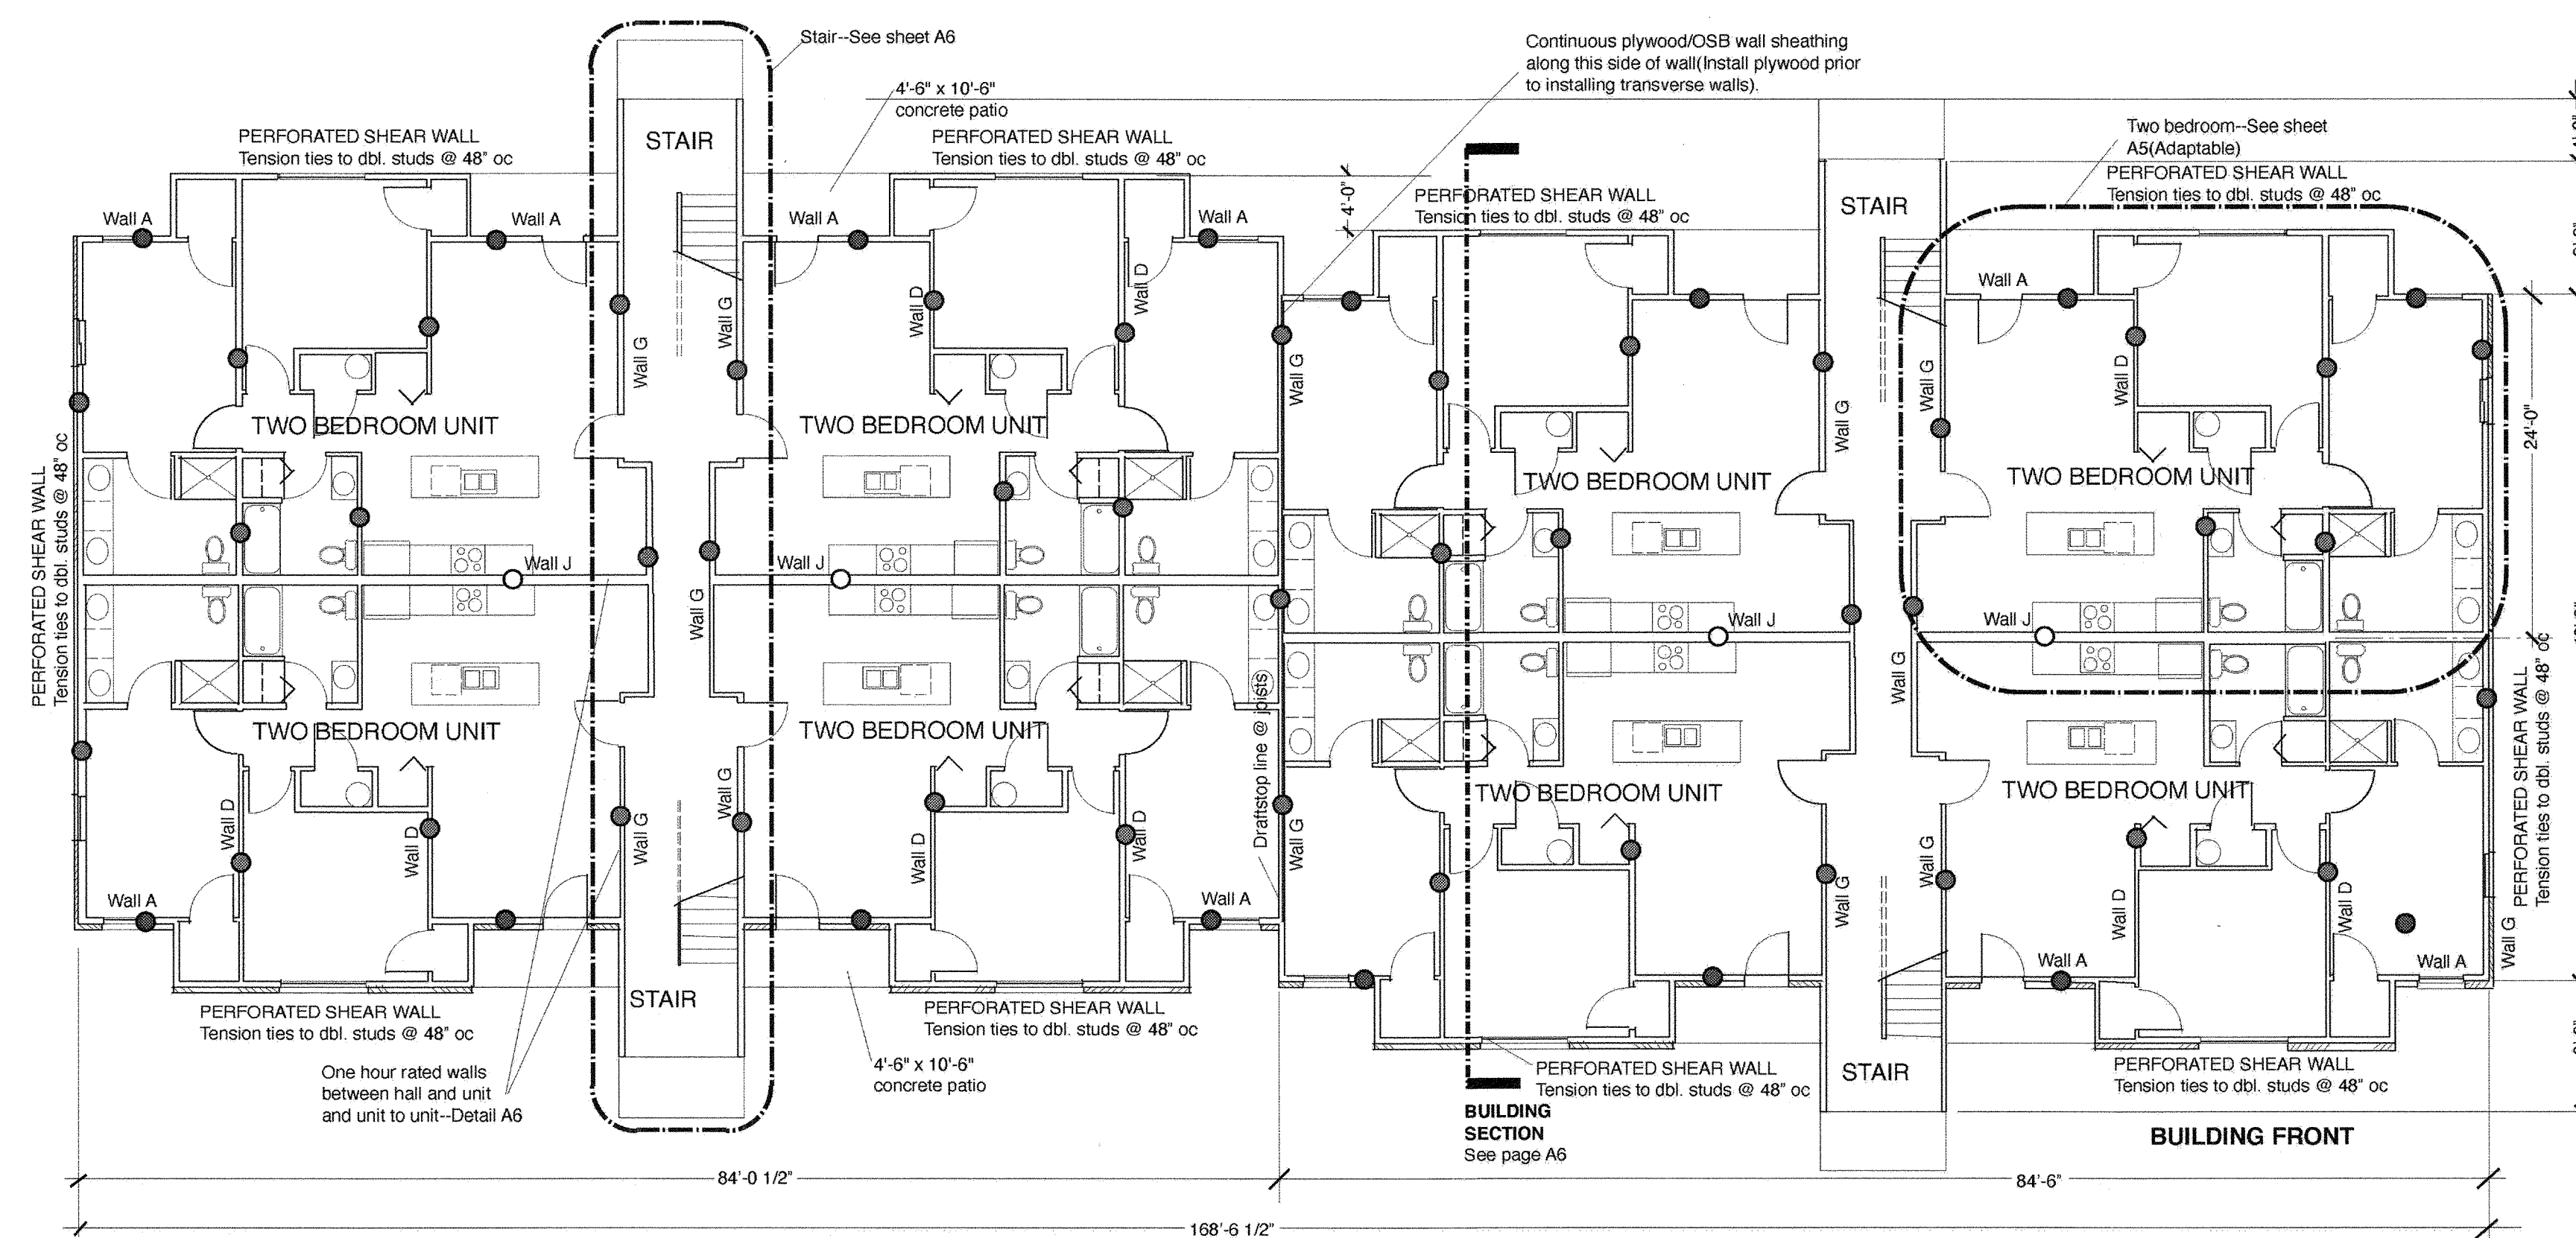 Stair--See sheet A6
Continuous plywood/OSB wall sheathing
along this side of wall(Install plywood prior
to installing transverse walls).
4'-6" x 10'-6"
concrete patio
PERFORATED SHEAR WALL
Tension ties to dbl. studs @ 48" oc
STAIR
PERFORATED SHEAR WALL
Tension ties to dbl. studs @ 48" oc
Two bedroom--See sheet
A5(Adaptable)
PERFORATED SHEAR WALL
Tension ties to dbl. studs @ 48" oc
4'-0"
PERFORATED SHEAR WALL
Tension ties to dbl. studs @ 48" oc
STAIR
Wall A
Wall A
Wall A
Wall A
Wall A
Wall G
Wall G
Wall D
Wall D
Wall G
Wall G
Wall G
Wall D
24'-0"
TWO BEDROOM UNIT
TWO BEDROOM UNIT
TWO BEDROOM UNIT
TWO BEDROOM UNIT
PERFORATED SHEAR WALL
Tension ties to dbl. studs @ 48" oc
Wall J
Wall J
Wall G
Wall J
Wall J
Wall G
PERFORATED SHEAR WALL
Tension ties to dbl. studs @ 48" oc
TWO BEDROOM UNIT
TWO BEDROOM UNIT
Draftstop line @ joists
TWO BEDROOM UNIT
TWO BEDROOM UNIT
Wall D
Wall D
Wall G
Wall G
Wall D
Wall D
Wall G
Wall G
Wall G
Wall D
Wall D
Wall G
Wall A
Wall A
Wall A
Wall A
STAIR
PERFORATED SHEAR WALL
Tension ties to dbl. studs @ 48" oc
PERFORATED SHEAR WALL
Tension ties to dbl. studs @ 48" oc
One hour rated walls
between hall and unit
and unit to unit--Detail A6
4'-6" x 10'-6"
concrete patio
PERFORATED SHEAR WALL
Tension ties to dbl. studs @ 48" oc
STAIR
PERFORATED SHEAR WALL
Tension ties to dbl. studs @ 48" oc
BUILDING
SECTION
See page A6
BUILDING FRONT
84'-0 1/2"
84'-6"
168'-6 1/2"